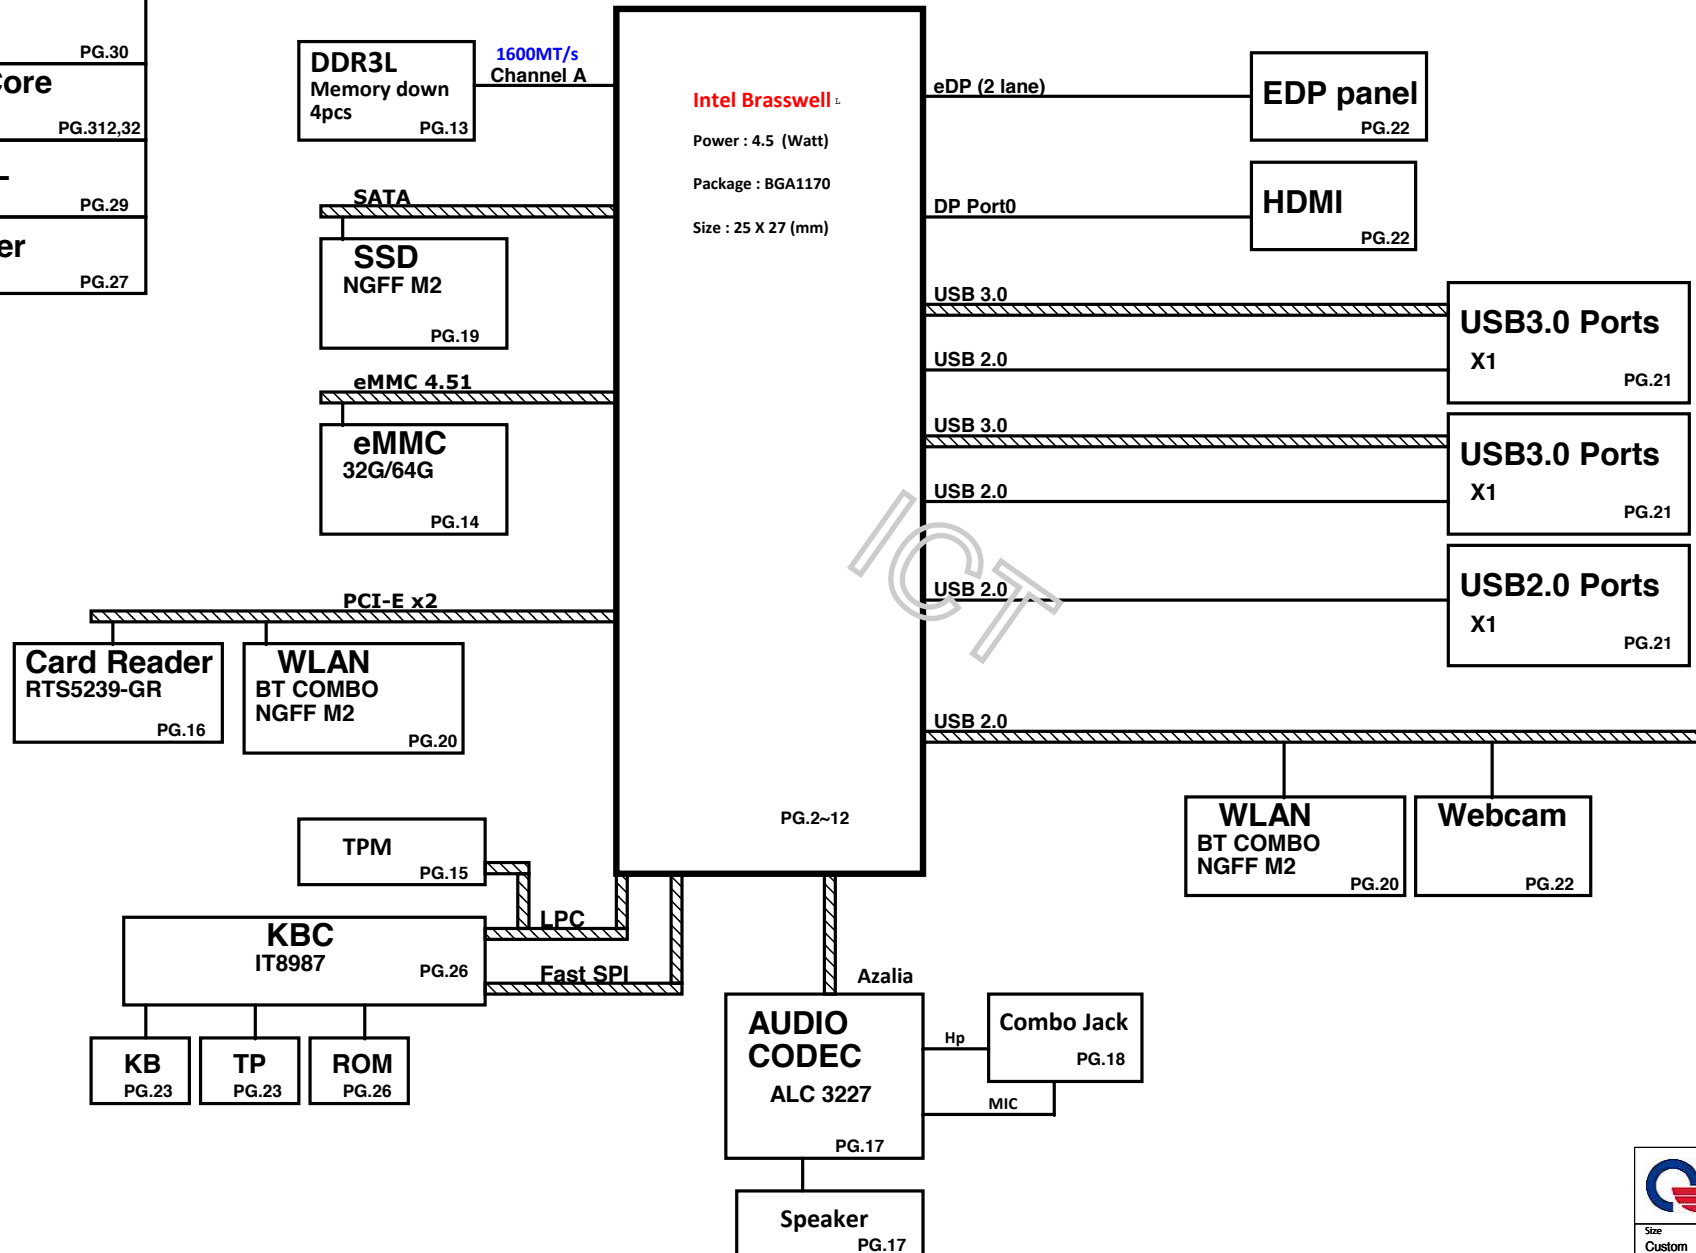 PG.30
PG.312,32
PG.29
PG.27
DDR3L
Memory down
4pcs
PG.13
1600MT/s
Channel A
SATA
SSD
NGFF M2
PG.19
eMMC 4.51
eMMC
32G/64G
PG.14
PCI-E x2
Card Reader
RTS5239-GR
PG.16
WLAN
BT COMBO
NGFF M2
PG.20
TPM
PG.15
KBC
IT8987
PG.26
LPC
Fast SPI
KB
PG.23
TP
PG.23
ROM
PG.26
Intel Brasswell L
Power : 4.5 (Watt)
Package : BGA1170
Size : 25 X 27 (mm)
PG.2~12
ICT
eDP (2 lane)
EDP panel
PG.22
DP Port0
HDMI
PG.22
USB 3.0
USB 2.0
USB3.0 Ports
X1
PG.21
USB 3.0
USB 2.0
USB3.0 Ports
X1
PG.21
USB 2.0
USB2.0 Ports
X1
PG.21
USB 2.0
WLAN
BT COMBO
NGFF M2
PG.20
Webcam
PG.22
Azalia
AUDIO
CODEC
ALC 3227
PG.17
Hp
MIC
Combo Jack
PG.18
Speaker
PG.17
Size
Custom